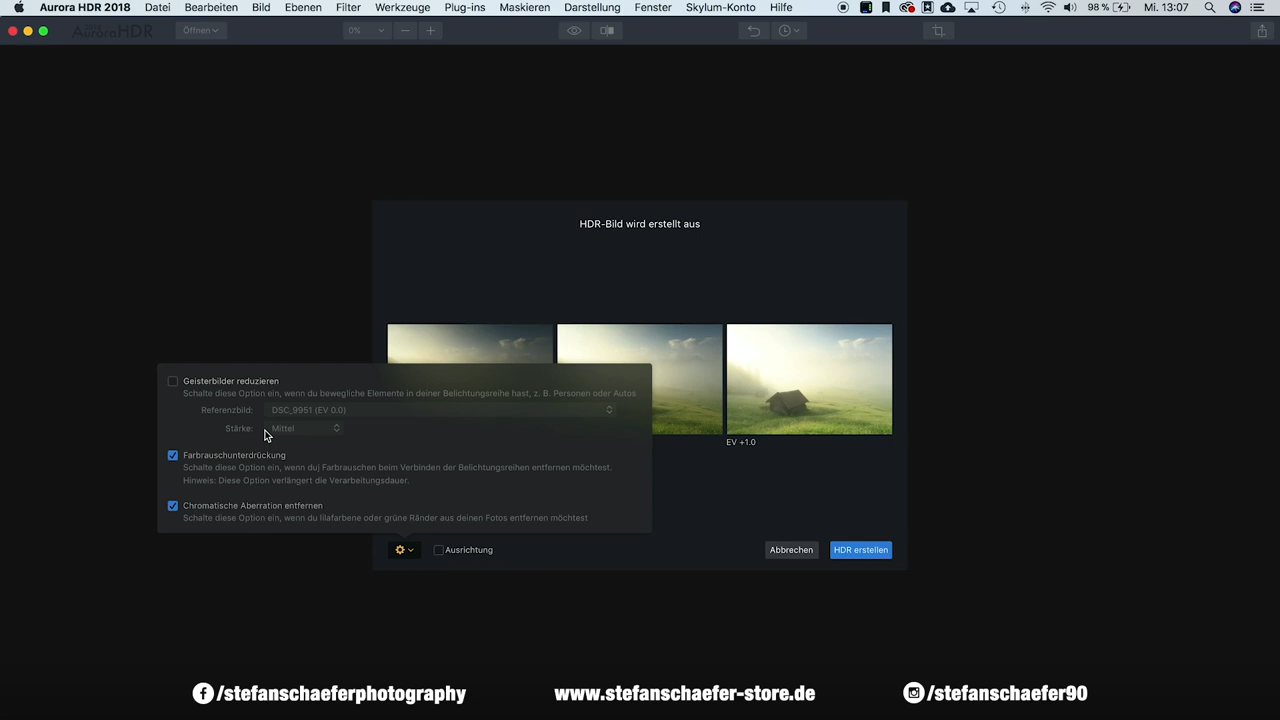 Aurora HDR 2018 Datei Bearbeiten Bild Ebenen Filter Werkzeuge Plug-ins Maskieren Darstellung Fenster Skylum-Konto Hilfe 98 % Mi. 13:07
AuroraHDR Öffnen 0%
HDR-Bild wird erstellt aus
EV +1.0
Geisterbilder reduzieren
Schalte diese Option ein, wenn du bewegliche Elemente in deiner Belichtungsreihe hast, z. B. Personen oder Autos
Referenzbild: DSC_9951 (EV 0.0)
Stärke: Mittel
Farbrauschunterdrückung
Schalte diese Option ein, wenn du| Farbrauschen beim Verbinden der Belichtungsreihen entfernen möchtest.
Hinweis: Diese Option verlängert die Verarbeitungsdauer.
Chromatische Aberration entfernen
Schalte diese Option ein, wenn du lilafarbene oder grüne Ränder aus deinen Fotos entfernen möchtest
Ausrichtung Abbrechen HDR erstellen
/stefanschaeferphotography www.stefanschaefer-store.de /stefanschaefer90